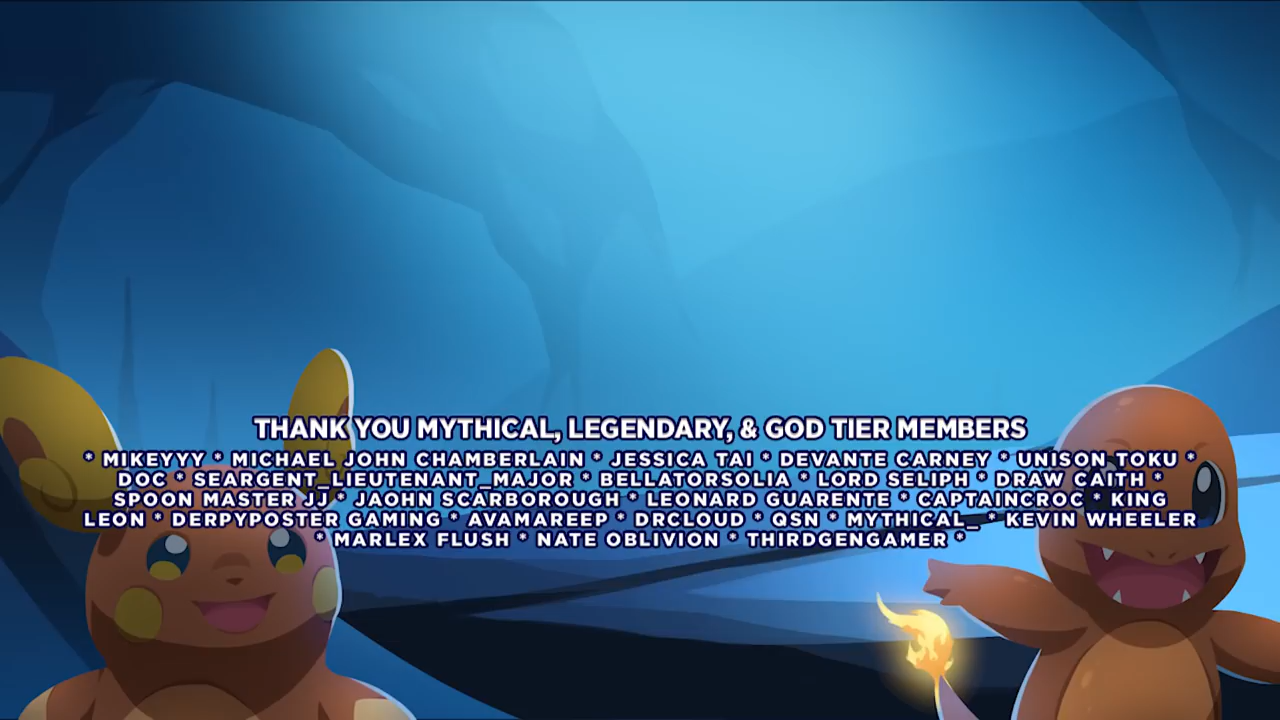 THANK YOU MYTHICAL, LEGENDARY, & GOD TIER MEMBERS
* MIKEYYY * MICHAEL JOHN CHAMBERLAIN * JESSICA TAI * DEVANTE CARNEY * UNISON TOKU *
DOC * SEARGENT_LIEUTENANT_MAJOR * BELLATORSOLIA * LORD SELIPH * DRAW CAITH *
SPOON MASTER JJ * JAOHN SCARBOROUGH * LEONARD GUARENTE * CAPTAINCROC * KING
LEON * DERPYPOSTER GAMING * AVAMAREEP * DRCLOUD * QSN * MYTHICAL_ * KEVIN WHEELER
* MARLEX FLUSH * NATE OBLIVION * THIRDGENGAMER *